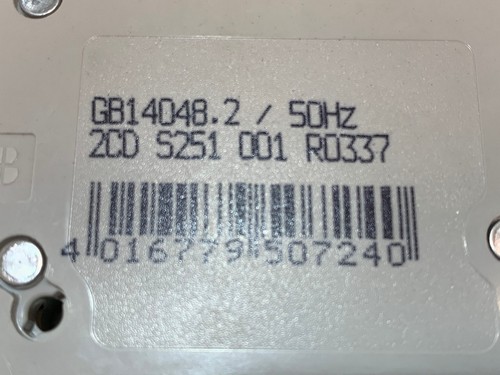 GB14048.2 / 50Hz
2CD S251 001 R0337
4 016779 507240